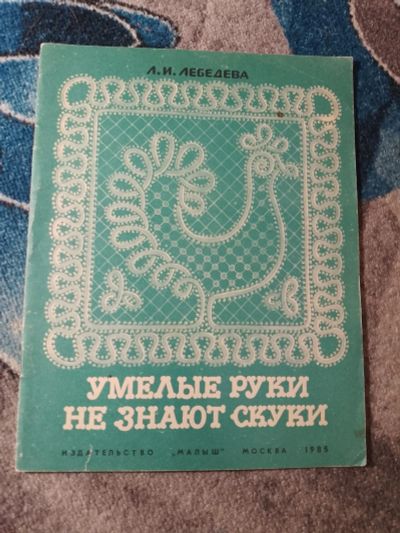 Л.И. ЛЕБЕДЕВА
УМЕЛЫЕ РУКИ
НЕ ЗНАЮТ СКУКИ
ИЗДАТЕЛЬСТВО „МАЛЫШ" МОСКВА 1985